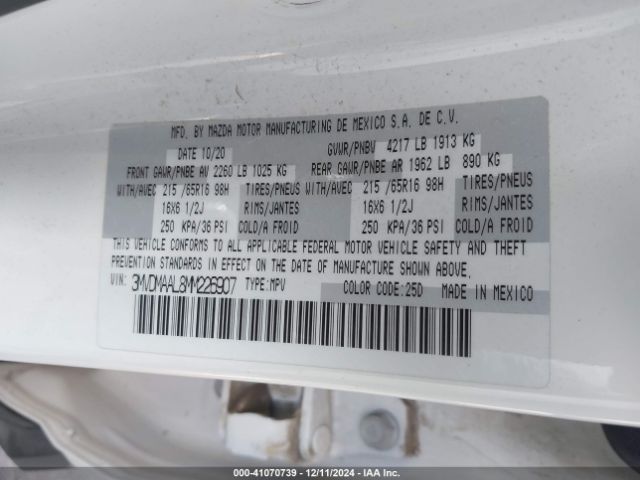 MFD. BY MAZDA MOTOR MANUFACTURING DE MEXICO S.A. DE C.V.
DATE 10/20 GVWR/PNBV 4217 LB 1913 KG
FRONT GAWR/PNBE AV 2260 LB 1025 KG REAR GAWR/PNBE AR 1962 LB 890 KG
WITH/AVEC 215 /65R16 98H TIRES/PNEUS WITH/AVEC 215 /65R16 98H TIRES/PNEUS
16X6 1/2J RIMS/JANTES 16X6 1/2J RIMS/JANTES
250 KPA/36 PSI COLD/A FROID 250 KPA/36 PSI COLD/A FROID
THIS VEHICLE CONFORMS TO ALL APPLICABLE FEDERAL MOTOR VEHICLE SAFETY AND THEFT
PREVENTION STANDARDS IN EFFECT ON THE DATE OF MANUFACTURE SHOWN ABOVE.
VIN: 3MVDMAAL8MM226907 TYPE:MPV COLOR CODE:25D MADE IN MEXICO
000-41070739 - 12/11/2024 - IAA Inc.